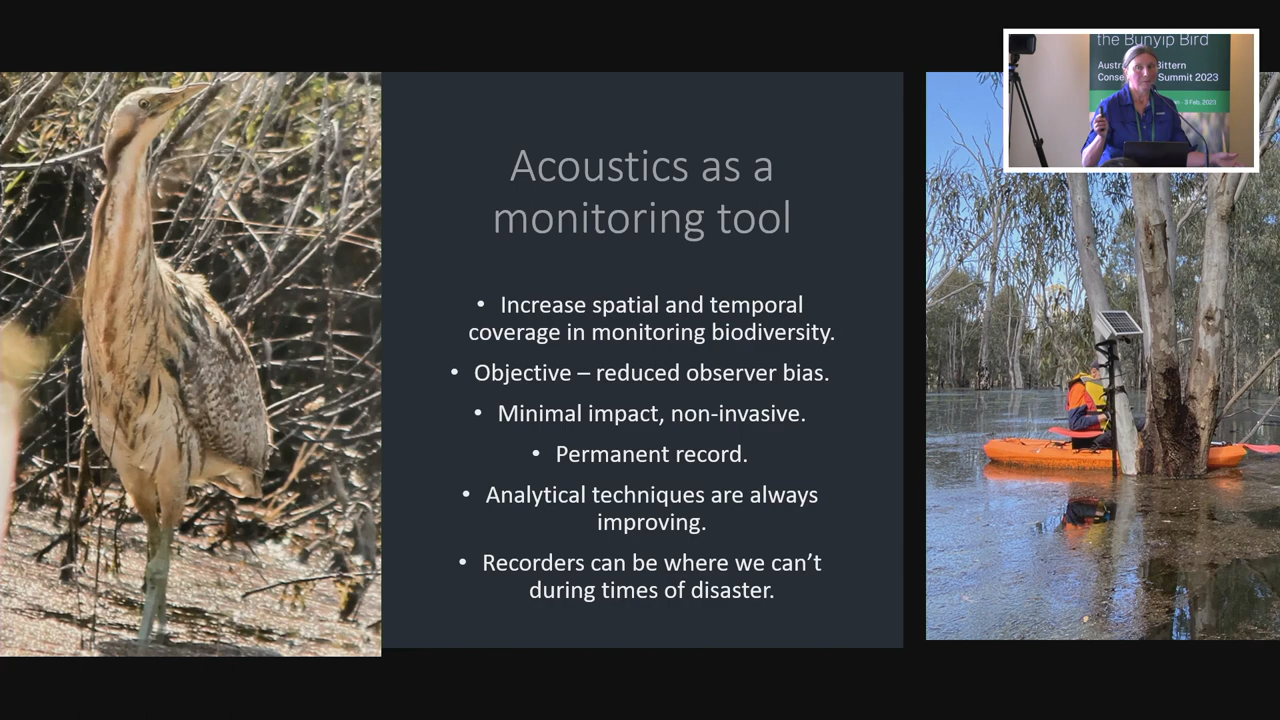 the Bunyip Bird
Bittern
Summit 2023
3 Feb, 2023
Acoustics as a
monitoring tool
• Increase spatial and temporal
coverage in monitoring biodiversity.
• Objective – reduced observer bias.
• Minimal impact, non-invasive.
• Permanent record.
• Analytical techniques are always
improving.
• Recorders can be where we can’t
during times of disaster.